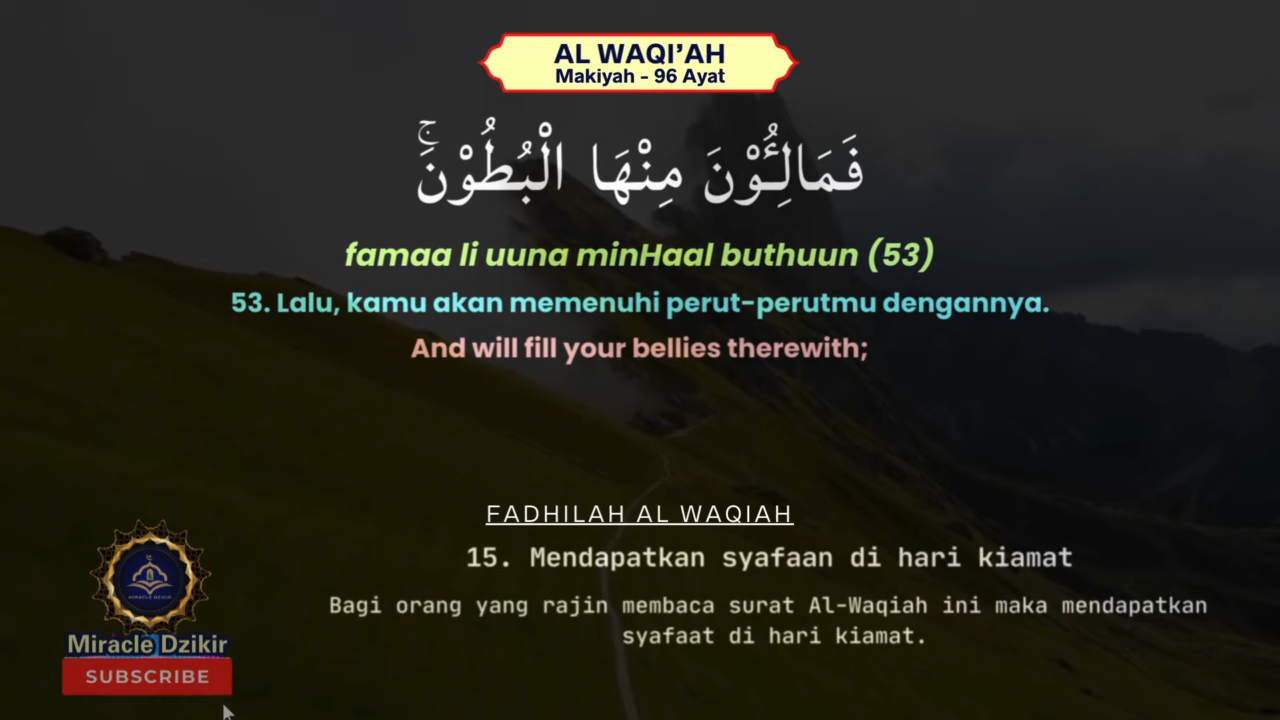 AL WAQI’AH
Makiyah - 96 Ayat
فَمَالِـُٔوْنَ مِنْهَا الْبُطُوْنَۚ
famaa li uuna minHaal buthuun (53)
53. Lalu, kamu akan memenuhi perut-perutmu dengannya.
And will fill your bellies therewith;
FADHILAH AL WAQIAH
15. Mendapatkan syafaan di hari kiamat
Bagi orang yang rajin membaca surat Al-Waqiah ini maka mendapatkan
syafaat di hari kiamat.
MIRACLE DZIKIR
Miracle Dzikir
SUBSCRIBE